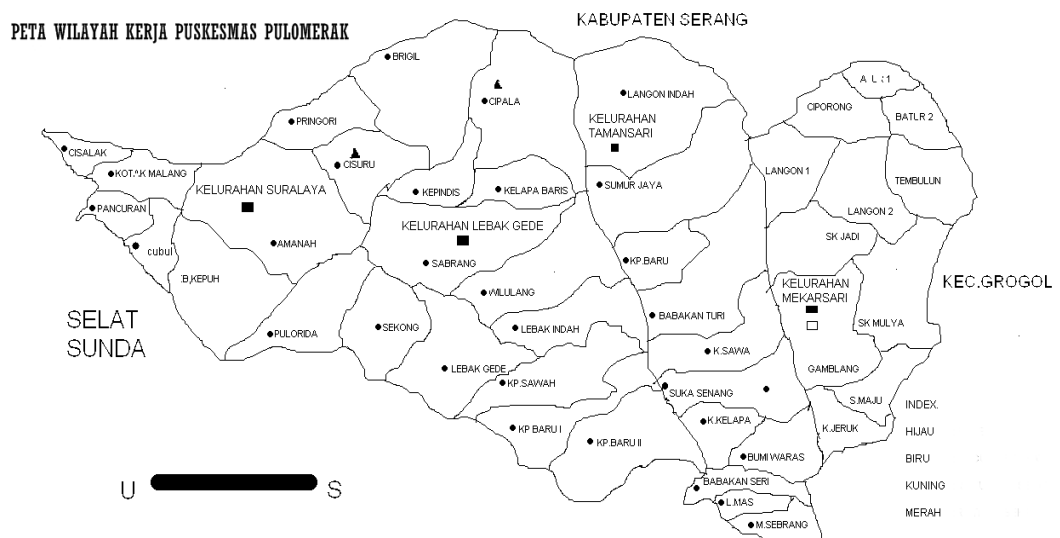 PETA WILAYAH KERJA PUSKESMAS PULOMERAK
KABUPATEN SERANG
BRIGIL
CIPALA
LANGON INDAH
KELURAHAN
TAMANSARI
CIPORONG
PRINGORI
CISURU
CISALAK
PANCURAN
cubul
KELURAHAN SURALAYA
KEPINDIS
KELAPA BARIS
SUMUR JAYA
LANGON 1
TEMBULUN
LANGON 2
SK JADI
KELURAHAN LEBAK GEDE
AMANAH
SABRANG
KP.BARU
B,KEPUH
WILULANG
KELURAHAN
MEKARSARI
KEC.GROGOL
SELAT
SUNDA
PULORIDA
SEKONG
LEBAK INDAH
BABAKAN TURI
SK MULYA
K.SAWA
LEBAK GEDE
KP.SAWAH
GAMBLANG
SUKA SENANG
S.MAJU
K.KELAPA
K.JERUK
KP BARU I
KP.BARU II
BUMI WARAS
BABAKAN SERI
L.MAS
M.SEBRANG
INDEX.
HIJAU
BIRU
KUNING
MERAH
U S